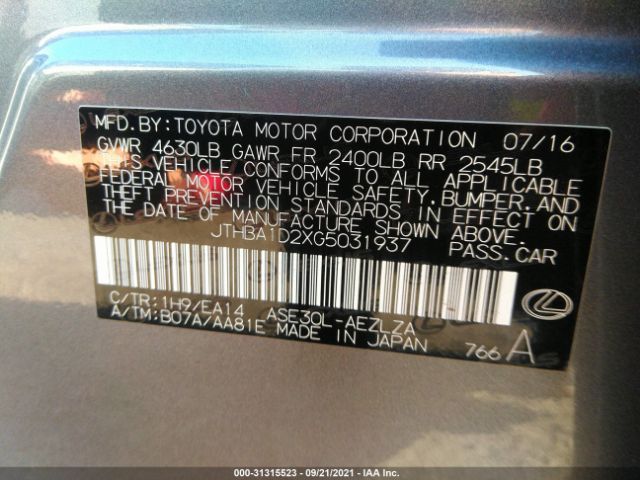 MFD.BY:TOYOTA MOTOR CORPORATION 07/16
GVWR 4630LB GAWR FR 2400LB RR 2545LB
THIS VEHICLE CONFORMS TO ALL APPLICABLE
FEDERAL MOTOR VEHICLE SAFETY,BUMPER, AND
THEFT PREVENTION STANDARDS IN EFFECT ON
THE DATE OF MANUFACTURE SHOWN ABOVE.
JTHBA1D2XG5031937 PASS.CAR
C/TR:1H9/EA14 ASE30L-AEZLZA
A/TM:B07A/AA81E MADE IN JAPAN
766 A
000-31315523 - 09/21/2021 - IAA Inc.